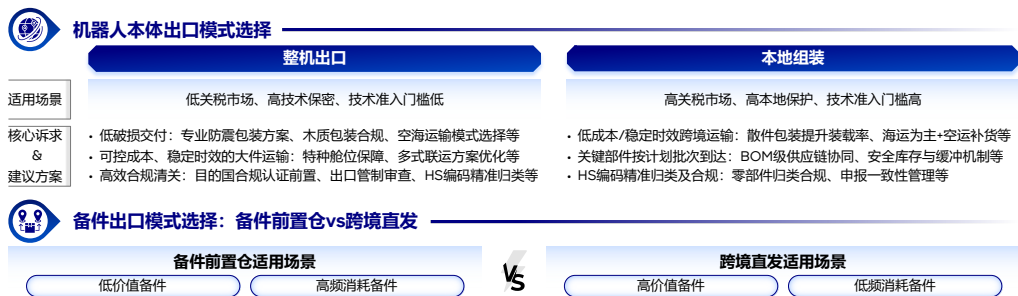 机器人本体出口模式选择
整机出口
本地组装
适用场景
低关税市场、高技术保密、技术准入门槛低
高关税市场、高本地保护、技术准入门槛高
核心诉求
&
建议方案
• 低破损交付：专业防震包装方案、木质包装合规、空海运输模式选择等
• 可控成本、稳定时效的大件运输：特种舱位保障、多式联运方案优化等
• 高效合规清关：目的国合规认证前置、出口管制审查、HS编码精准归类等
• 低成本/稳定时效跨境运输：散件包装提升装载率、海运为主+空运补货等
• 关键部件按计划批次到达：BOM级供应链协同、安全库存与缓冲机制等
• HS编码精准归类及合规：零部件归类合规、申报一致性管理等
备件出口模式选择：备件前置仓vs跨境直发
备件前置仓适用场景
低价值备件
高频消耗备件
VS
跨境直发适用场景
高价值备件
低频消耗备件